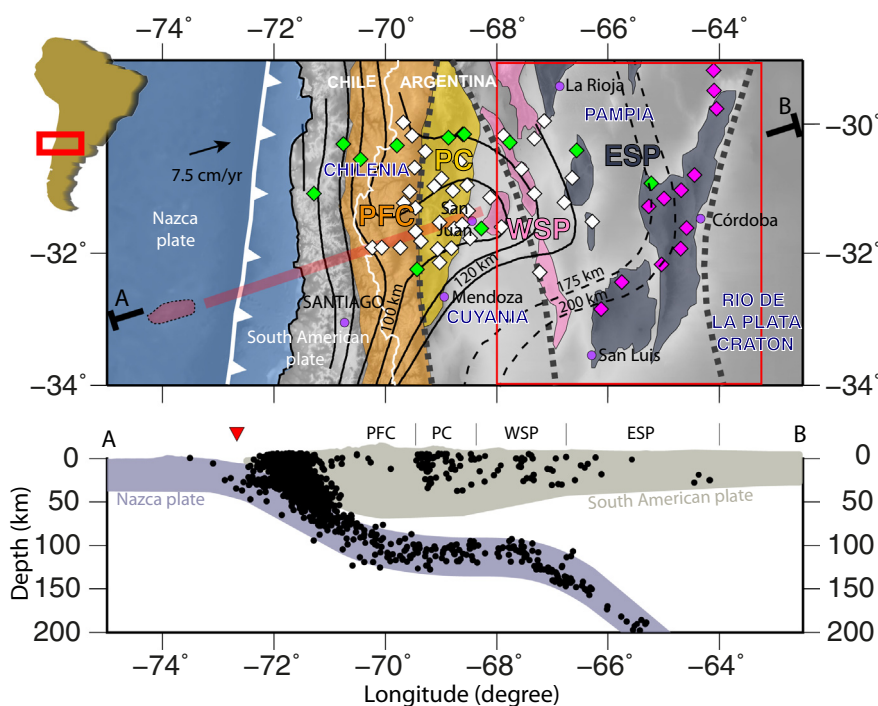 −74˚ −72˚ −70˚ −68˚ −66˚ −64˚
CHILE ARGENTINA
La Rioja
B
−30˚
PAMPIA
7.5 cm/yr
CHILENIA
PC
ESP
Nazca
plate
PFC
San
Juan
WSP
Córdoba
−32˚
120 km
175 km
200 km
A
SANTIAGO
100 km
Mendoza
CUYANIA
RIO DE
LA PLATA
CRATON
South American
plate
San Luis
−34˚ −34˚
−30˚
−32˚
A
PFC PC WSP ESP
B
0 0
Nazca plate
South American plate
50 50
100 100
150 150
200 200
Depth (km)
−74˚ −72˚ −70˚ −68˚ −66˚ −64˚
Longitude (degree)